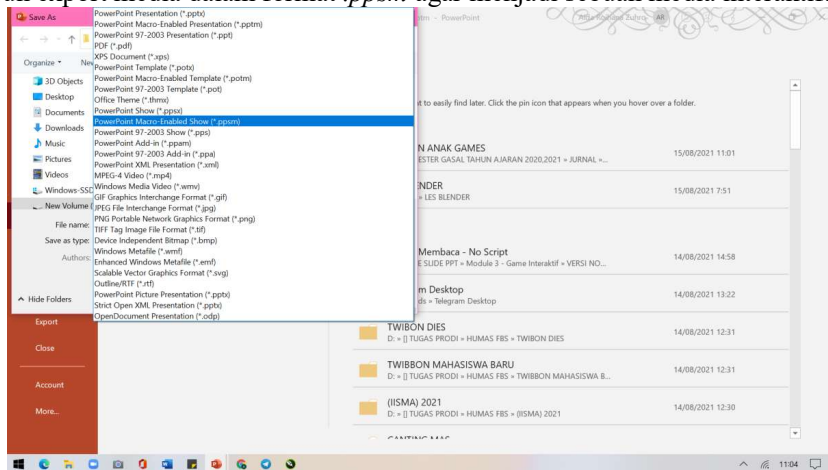 Save As
PowerPoint Presentation (*.pptx)
PowerPoint Macro-Enabled Presentation (*.pptm)
PowerPoint 97-2003 Presentation (*.ppt)
PDF (*.pdf)
XPS Document (*.xps)
PowerPoint Template (*.potx)
PowerPoint Macro-Enabled Template (*.potm)
PowerPoint 97-2003 Template (*.pot)
Office Theme (*.thmx)
PowerPoint Show (*.ppsx)
PowerPoint Macro-Enabled Show (*.ppsm)
PowerPoint 97-2003 Show (*.pps)
PowerPoint Add-in (*.ppam)
PowerPoint 97-2003 Add-in (*.ppa)
PowerPoint XML Presentation (*.xml)
MPEG-4 Video (*.mp4)
Windows Media Video (*.wmv)
GIF Graphics Interchange Format (*.gif)
JPEG File Interchange Format (*.jpg)
PNG Portable Network Graphics Format (*.png)
TIFF Tag Image File Format (*.tif)
Device Independent Bitmap (*.bmp)
Windows Metafile (*.wmf)
Enhanced Windows Metafile (*.emf)
Scalable Vector Graphics Format (*.svg)
Outline/RTF (*.rtf)
PowerPoint Picture Presentation (*.pptx)
Strict Open XML Presentation (*.pptx)
OpenDocument Presentation (*.odp)
Organize
3D Objects
Desktop
Documents
Downloads
Music
Pictures
Videos
Windows-SSD
New Volume (
File name:
Save as type:
Authors:
Hide Folders
Export
Close
Account
More...
- PowerPoint
AR
t to easily find later. Click the pin icon that appears when you hover over a folder.
N ANAK GAMES 15/08/2021 11:01
ESTER GASAL TAHUN AJARAN 2020,2021 » JURNAL »...
NDER 15/08/2021 7:51
» LES BLENDER
Membaca - No Script 14/08/2021 14:58
E SLIDE PPT » Module 3 - Game Interaktif » VERSI NO...
m Desktop 14/08/2021 13:22
ds » Telegram Desktop
TWIBON DIES 14/08/2021 12:31
D: » [] TUGAS PRODI » HUMAS FBS » TWIBON DIES
TWIBBON MAHASISWA BARU 14/08/2021 12:31
D: » [] TUGAS PRODI » HUMAS FBS » TWIBBON MAHASISWA B...
(IISMA) 2021 14/08/2021 12:30
D: » [] TUGAS PRODI » HUMAS FBS » (IISMA) 2021
11:04